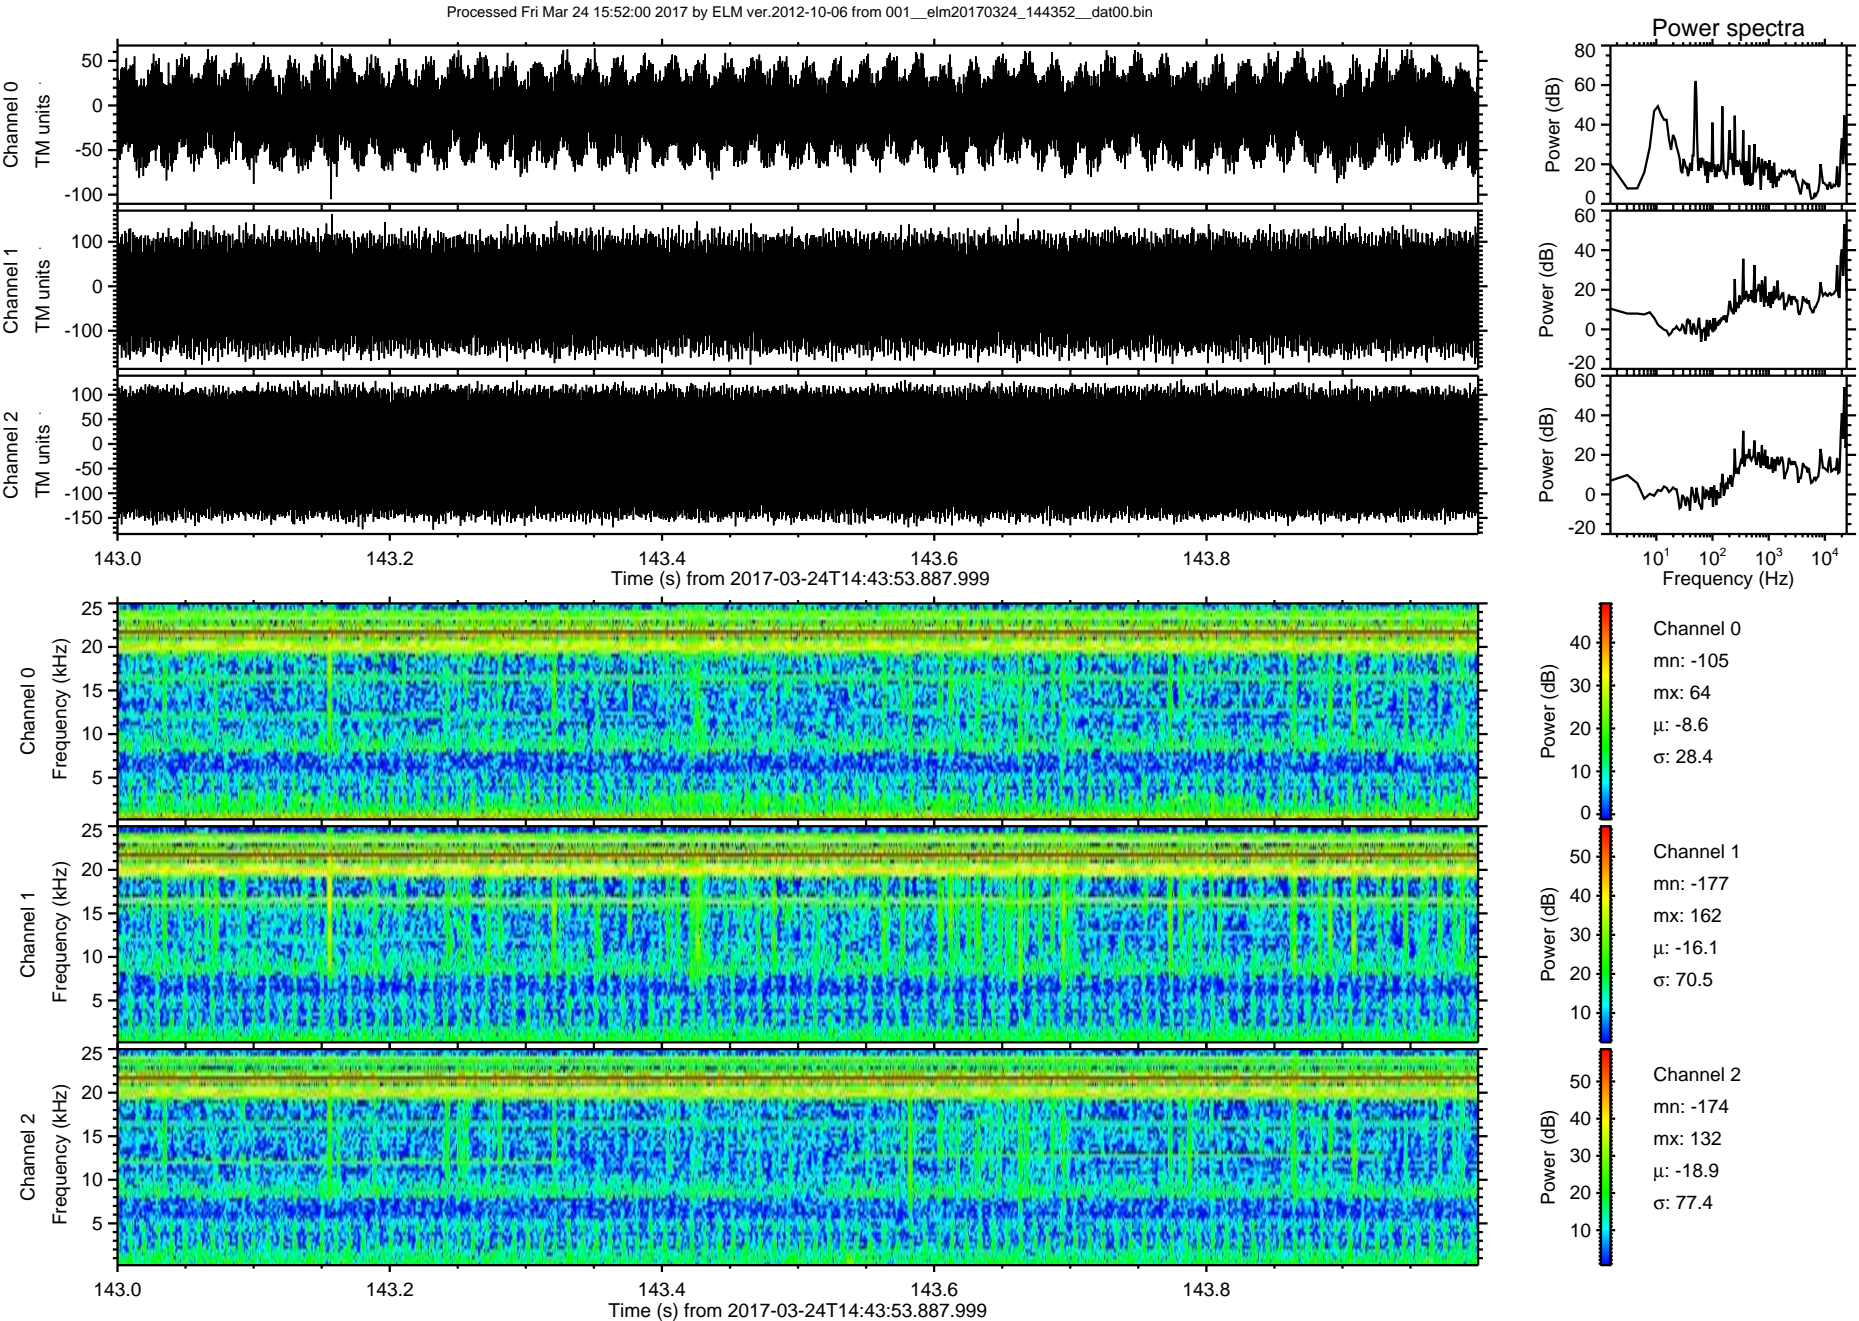 Processed Fri Mar 24 15:52:00 2017 by ELM ver.2012-10-06 from 001__elm20170324_144352__dat00.bin
Power spectra
Channel 0
TM units
50
0
-50
-100
Power (dB)
80
60
40
20
0
Channel 1
TM units
100
0
-100
Power (dB)
60
40
20
0
-20
Channel 2
TM units
100
50
0
-50
-100
-150
Power (dB)
60
40
20
0
-20
143.0 143.2 143.4 143.6 143.8
Time (s) from 2017-03-24T14:43:53.887.999
10¹ 10² 10³ 10⁴
Frequency (Hz)
Channel 0
Frequency (kHz)
25
20
15
10
5
Power (dB)
40
30
20
10
0
Channel 0
mn: -105
mx: 64
μ: -8.6
σ: 28.4
Channel 1
Frequency (kHz)
25
20
15
10
5
Power (dB)
50
40
30
20
10
Channel 1
mn: -177
mx: 162
μ: -16.1
σ: 70.5
Channel 2
Frequency (kHz)
25
20
15
10
5
Power (dB)
50
40
30
20
10
Channel 2
mn: -174
mx: 132
μ: -18.9
σ: 77.4
143.0 143.2 143.4 143.6 143.8
Time (s) from 2017-03-24T14:43:53.887.999